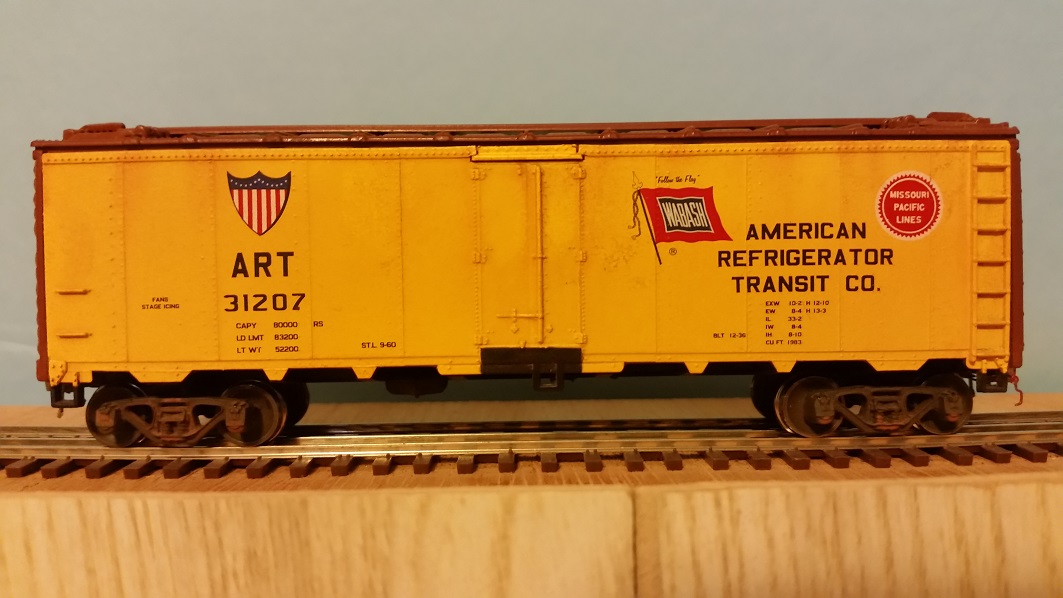 ART
31207
FANS
STAGE ICING
CAPY 80000 RS
LD LMT 83200
LT WT 52200
ST.L. 9-60
"Follow the Flag"
WABASH
®
AMERICAN
REFRIGERATOR
TRANSIT CO.
MISSOURI
PACIFIC
LINES
EXW 10-2 H 12-10
EW 8-4 H 13-3
IL 33-2
IW 8-4
IH 8-10
CU FT 1983
BLT 12-36